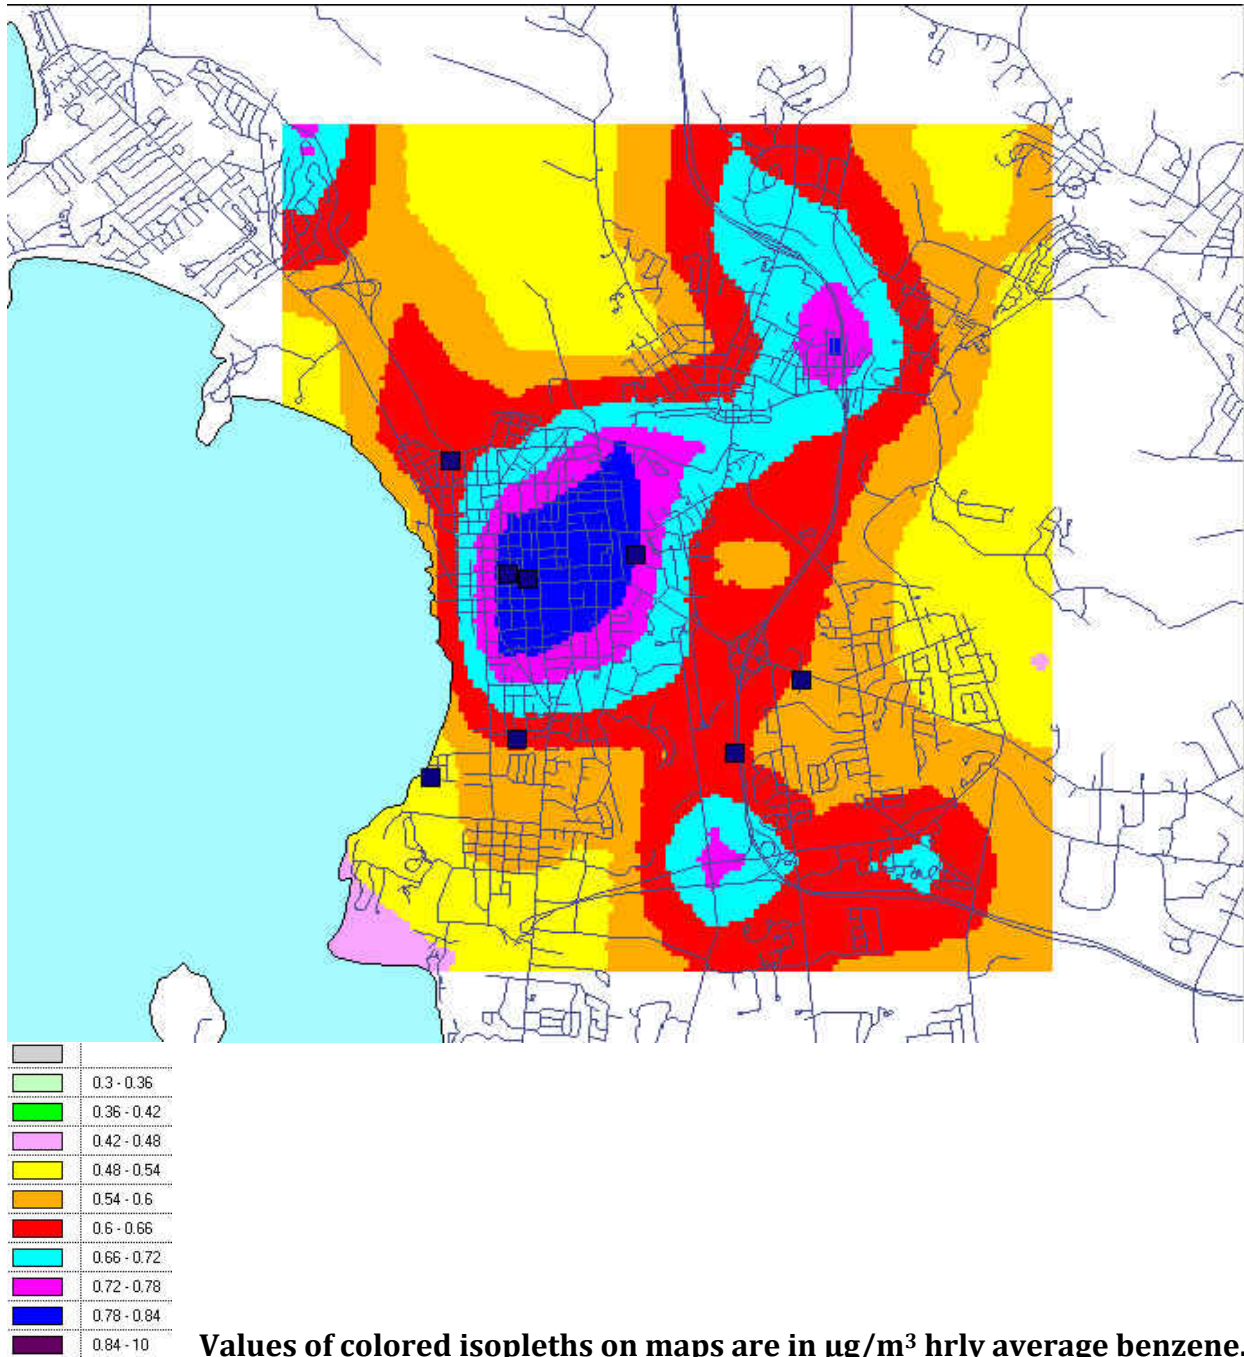 0.3 - 0.36
0.36 - 0.42
0.42 - 0.48
0.48 - 0.54
0.54 - 0.6
0.6 - 0.66
0.66 - 0.72
0.72 - 0.78
0.78 - 0.84
0.84 - 10
Values of colored isopleths on maps are in µg/m³ hrly average benzene.